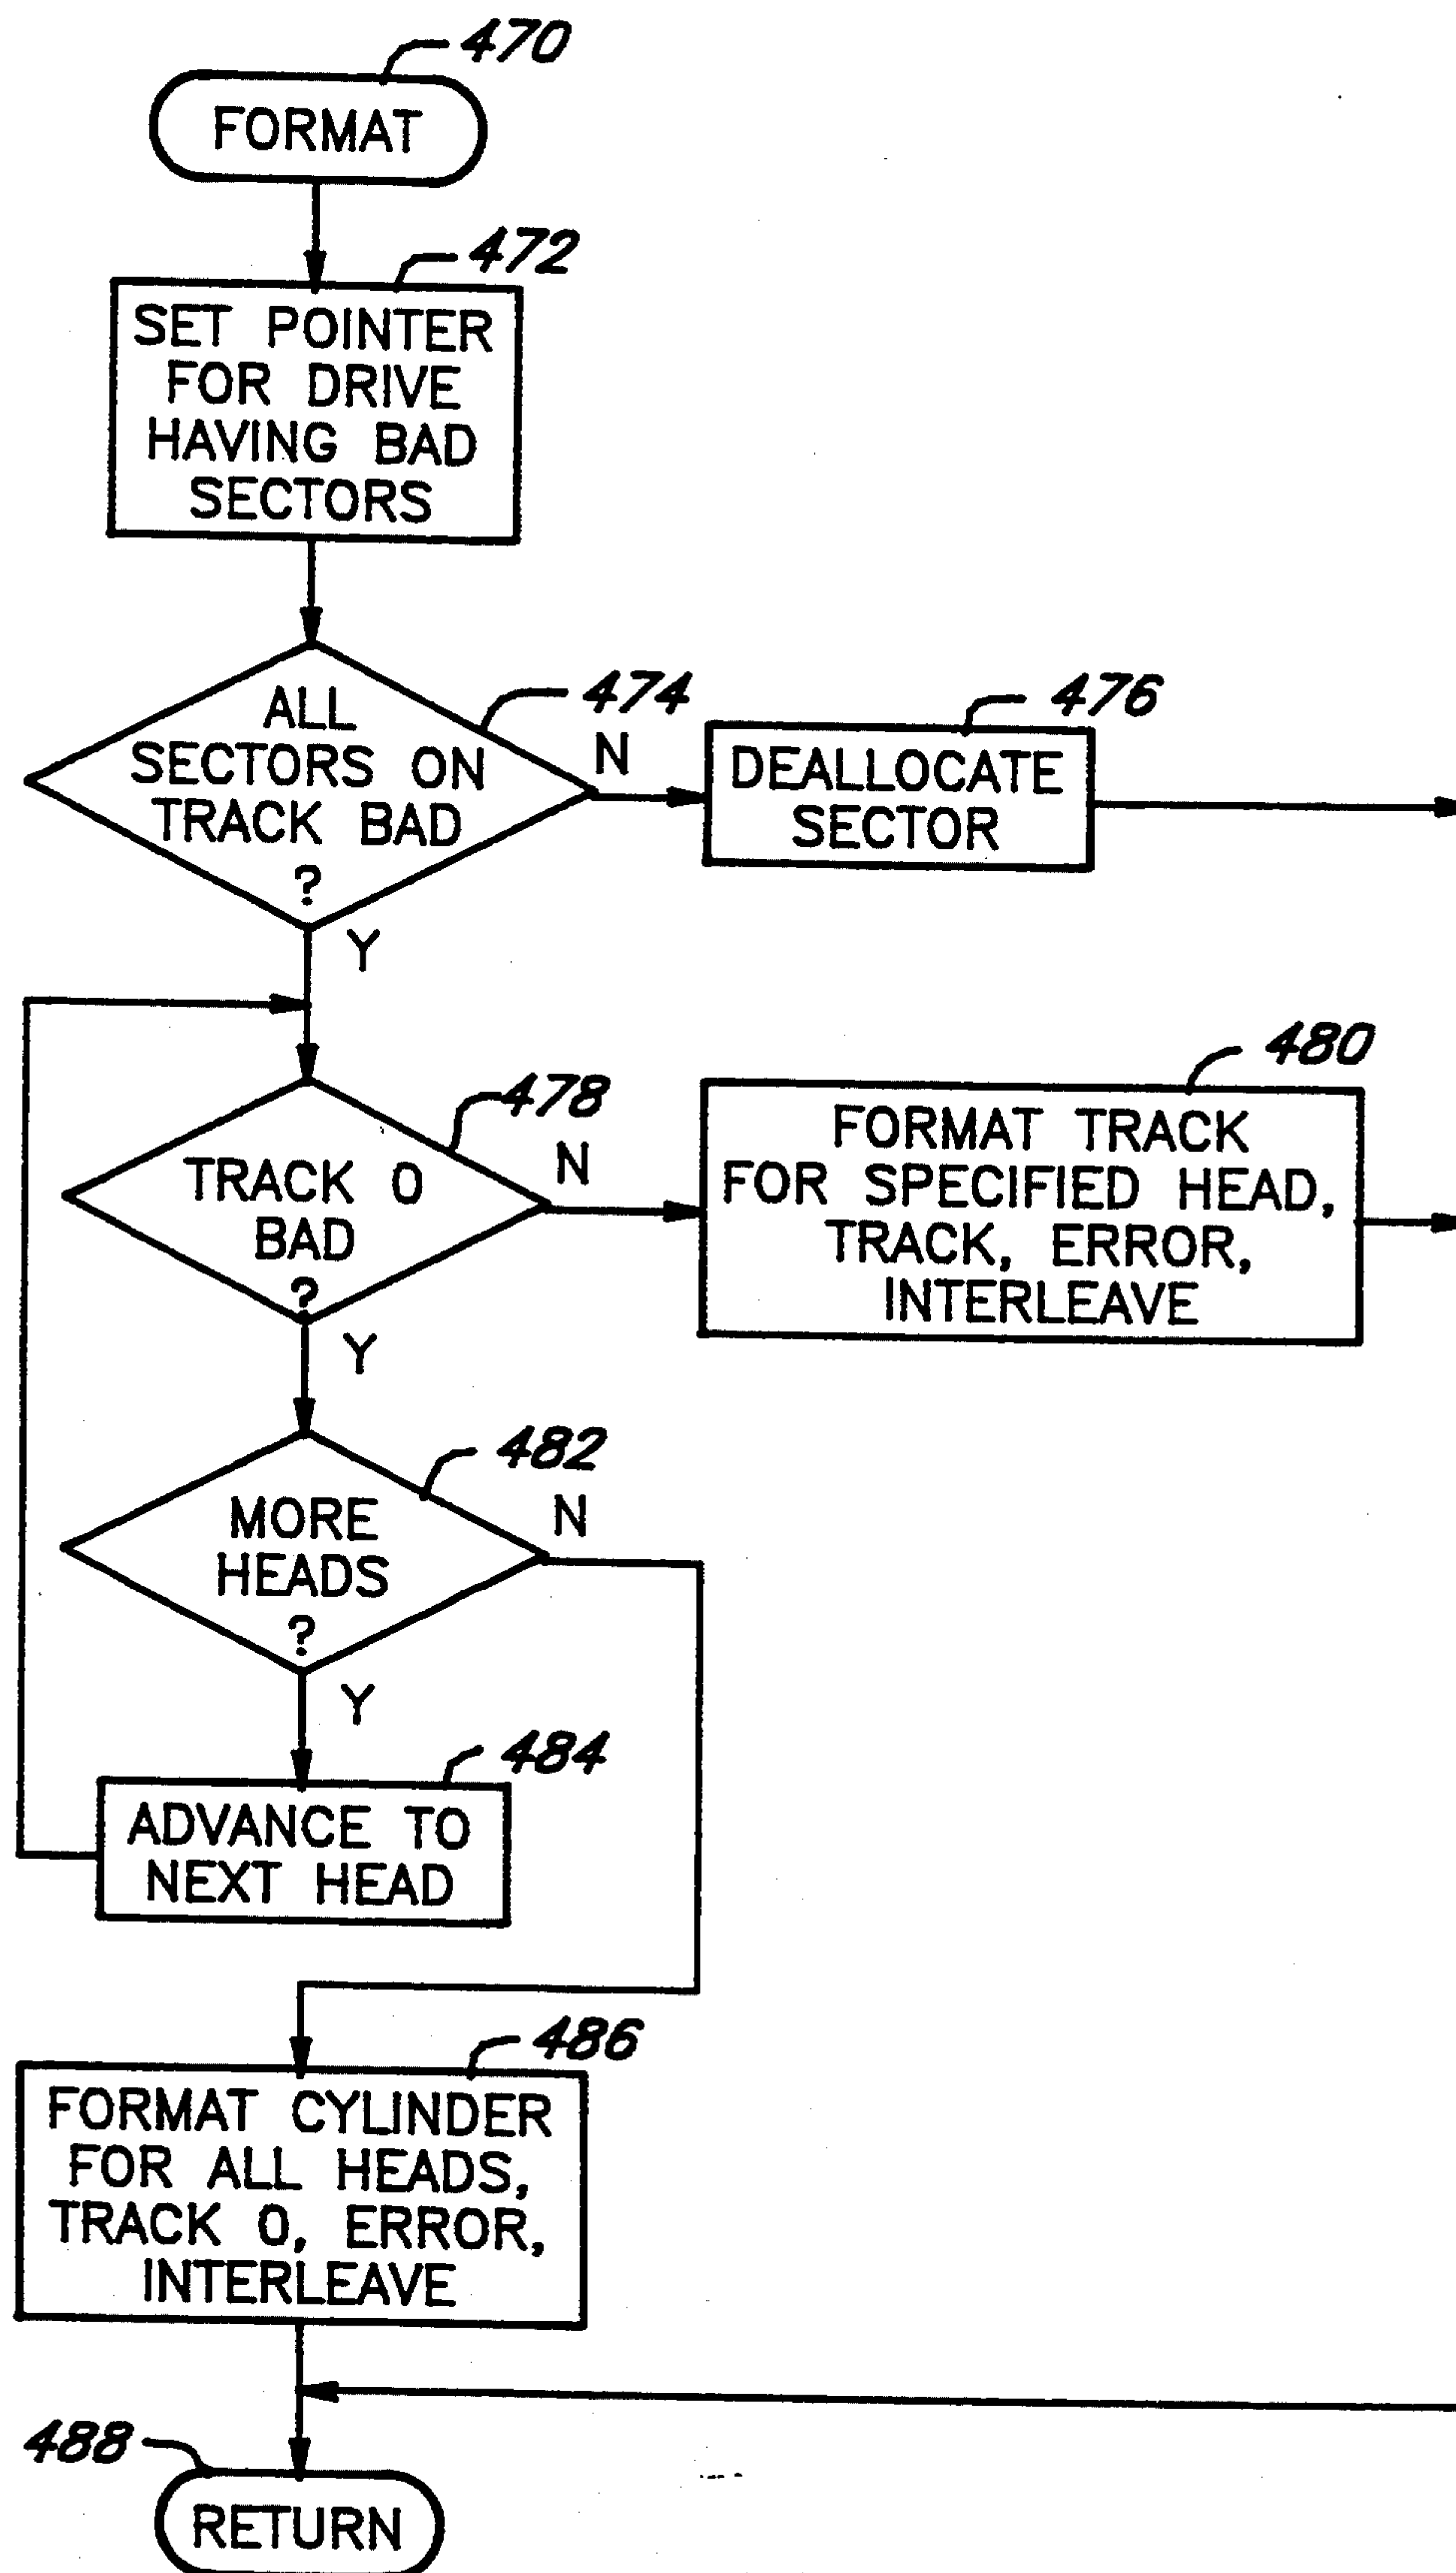 470
FORMAT
472
SET POINTER
FOR DRIVE
HAVING BAD
SECTORS
474
ALL
SECTORS ON
TRACK BAD
?
N
Y
476
DEALLOCATE
SECTOR
478
TRACK 0
BAD
?
N
Y
480
FORMAT TRACK
FOR SPECIFIED HEAD,
TRACK, ERROR,
INTERLEAVE
482
MORE
HEADS
?
N
Y
484
ADVANCE TO
NEXT HEAD
486
FORMAT CYLINDER
FOR ALL HEADS,
TRACK 0, ERROR,
INTERLEAVE
488
RETURN